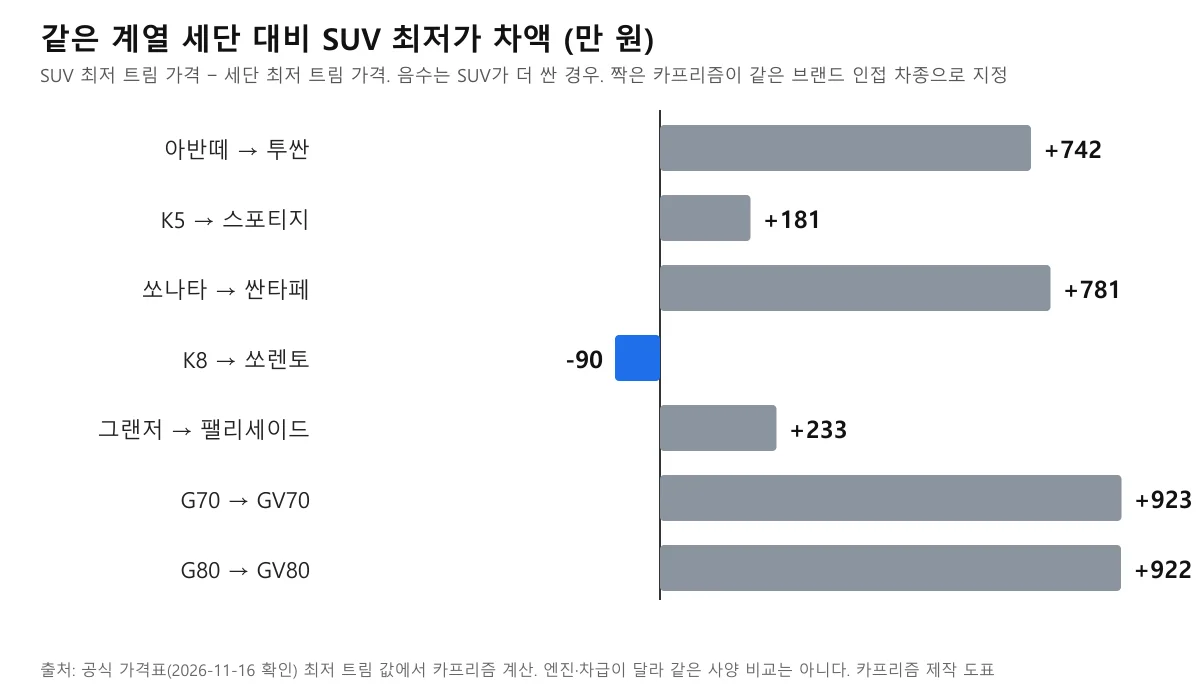 같은 계열 세단 대비 SUV 최저가 차액 (만 원)
SUV 최저 트림 가격 − 세단 최저 트림 가격. 음수는 SUV가 더 싼 경우. 짝은 카프리즘이 같은 브랜드 인접 차종으로 지정
아반떼 → 투싼 +742
K5 → 스포티지 +181
쏘나타 → 싼타페 +781
K8 → 쏘렌토 -90
그랜저 → 팰리세이드 +233
G70 → GV70 +923
G80 → GV80 +922
출처: 공식 가격표(2026-11-16 확인) 최저 트림 값에서 카프리즘 계산. 엔진·차급이 달라 같은 사양 비교는 아니다. 카프리즘 제작 도표